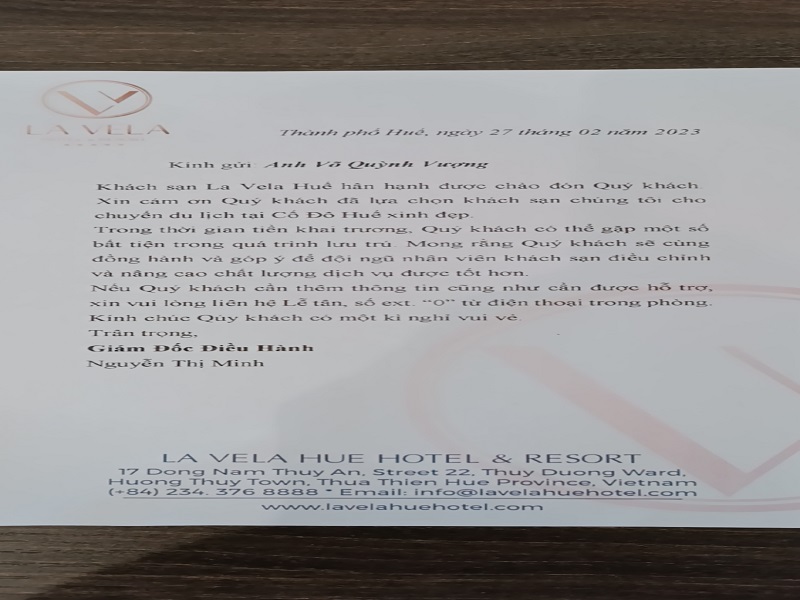 LA VELA
Thành phố Huế, ngày 27 tháng 02 năm 2023
Kính gửi: Anh Võ Quỳnh Vượng
Khách sạn La Vela Huế hân hạnh được chào đón Quý khách.
Xin cám ơn Quý khách đã lựa chọn khách sạn chúng tôi cho
chuyến du lịch tại Cố Đô Huế xinh đẹp.
Trong thời gian tiền khai trương, Quý khách có thể gặp một số
bất tiện trong quá trình lưu trú. Mong rằng Quý khách sẽ cùng
đồng hành và góp ý để đội ngũ nhân viên khách sạn điều chỉnh
và nâng cao chất lượng dịch vụ được tốt hơn.
Nếu Quý khách cần thêm thông tin cũng như cần được hỗ trợ,
xin vui lòng liên hệ Lễ tân, số ext. “0” từ điện thoại trong phòng.
Kính chúc Qúy khách có một kì nghỉ vui vẻ.
Trân trọng,
Giám Đốc Điều Hành
Nguyễn Thị Minh
LA VELA HUE HOTEL & RESORT
17 Dong Nam Thuy An, Street 22, Thuy Duong Ward,
Huong Thuy Town, Thua Thien Hue Province, Vietnam
(+84) 234. 376 8888 * Email: info@lavelahuehotel.com
www.lavelahuehotel.com